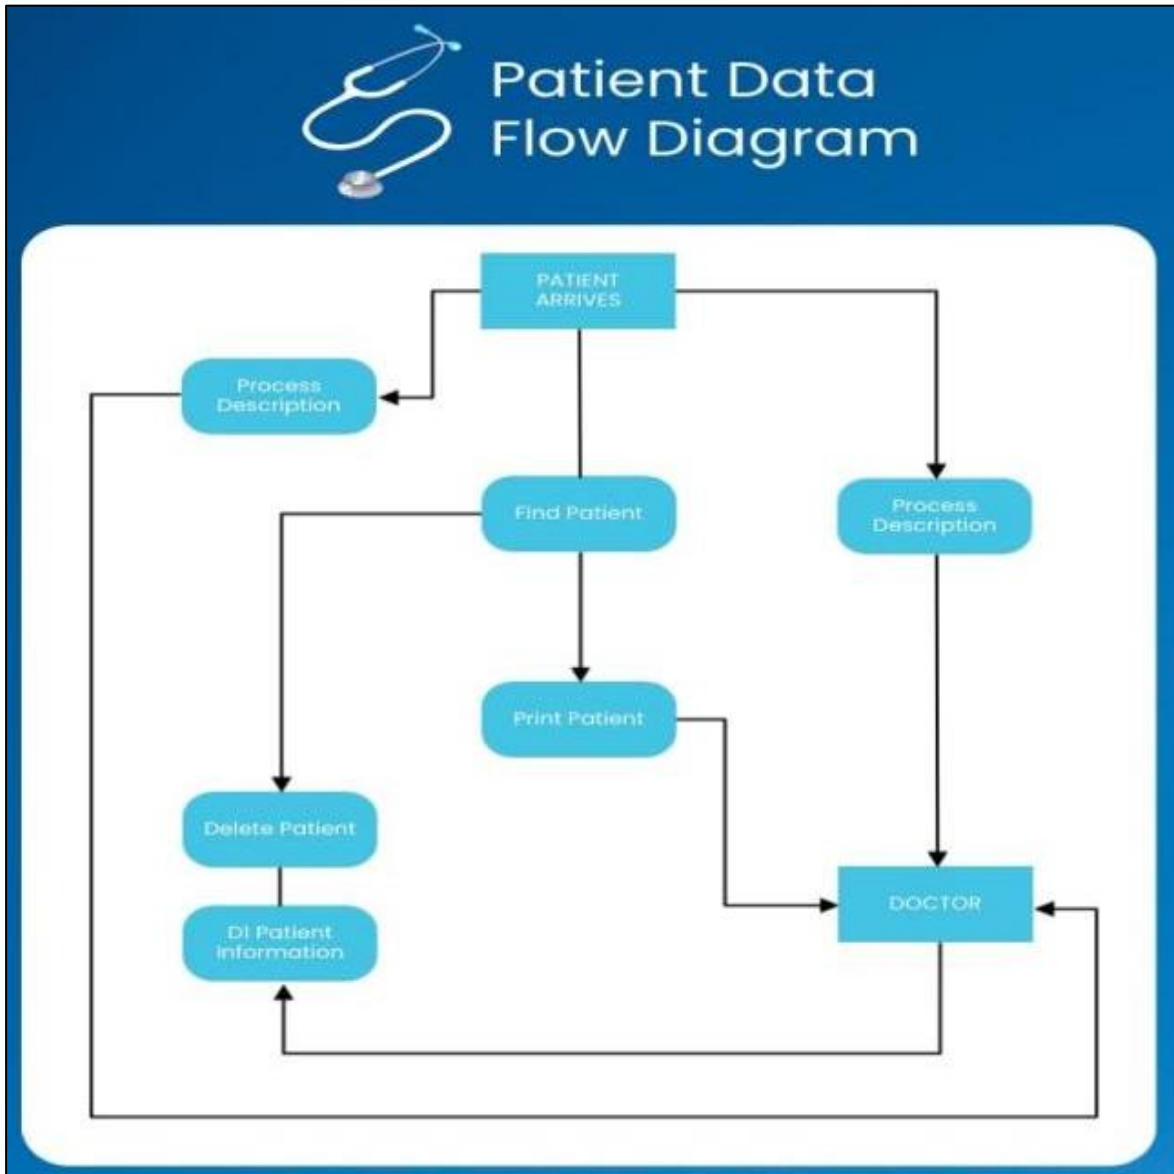 Patient Data
Flow Diagram
PATIENT
ARRIVES
Process
Description
Find Patient
Process
Description
Print Patient
Delete Patient
DOCTOR
DI Patient
Information